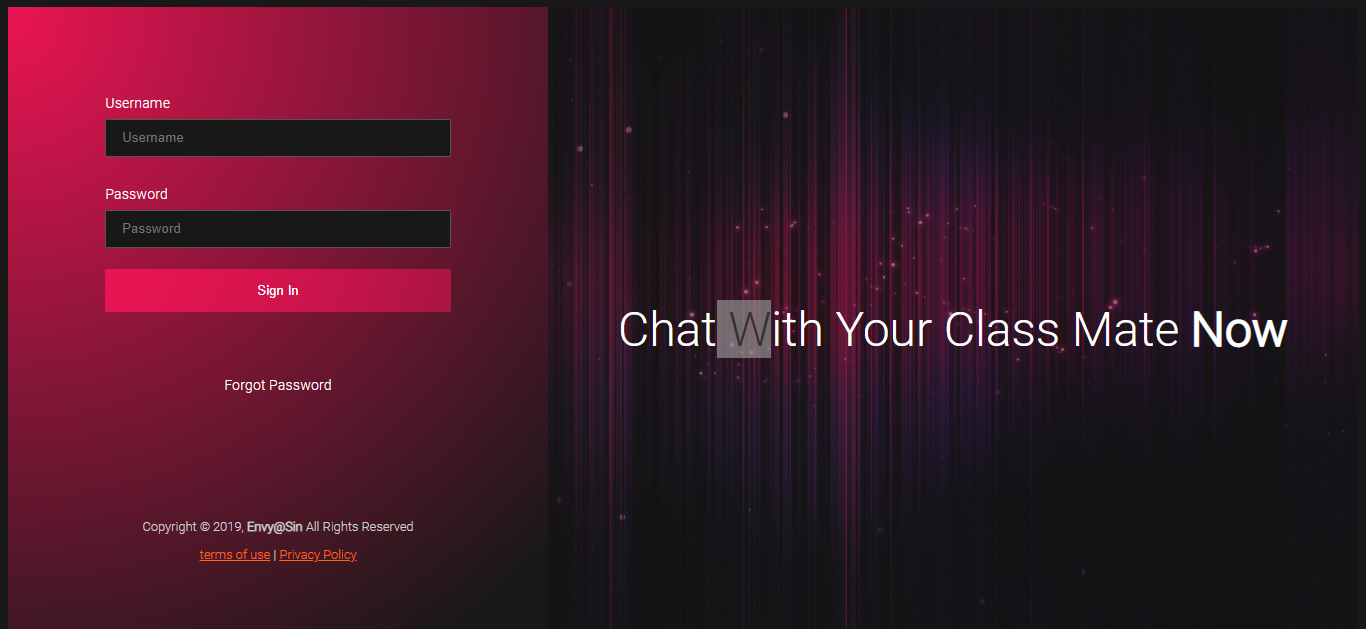 Username
Username
Password
Password
Sign In
Forgot Password
Copyright © 2019, Envy@Sin All Rights Reserved
terms of use | Privacy Policy
Chat With Your Class Mate Now